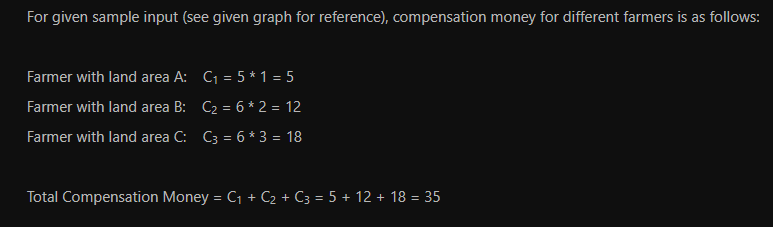 For given sample input (see given graph for reference), compensation money for different farmers is as follows:
Farmer with land area A: C₁ = 5 * 1 = 5
Farmer with land area B: C₂ = 6 * 2 = 12
Farmer with land area C: C₃ = 6 * 3 = 18
Total Compensation Money = C₁ + C₂ + C₃ = 5 + 12 + 18 = 35